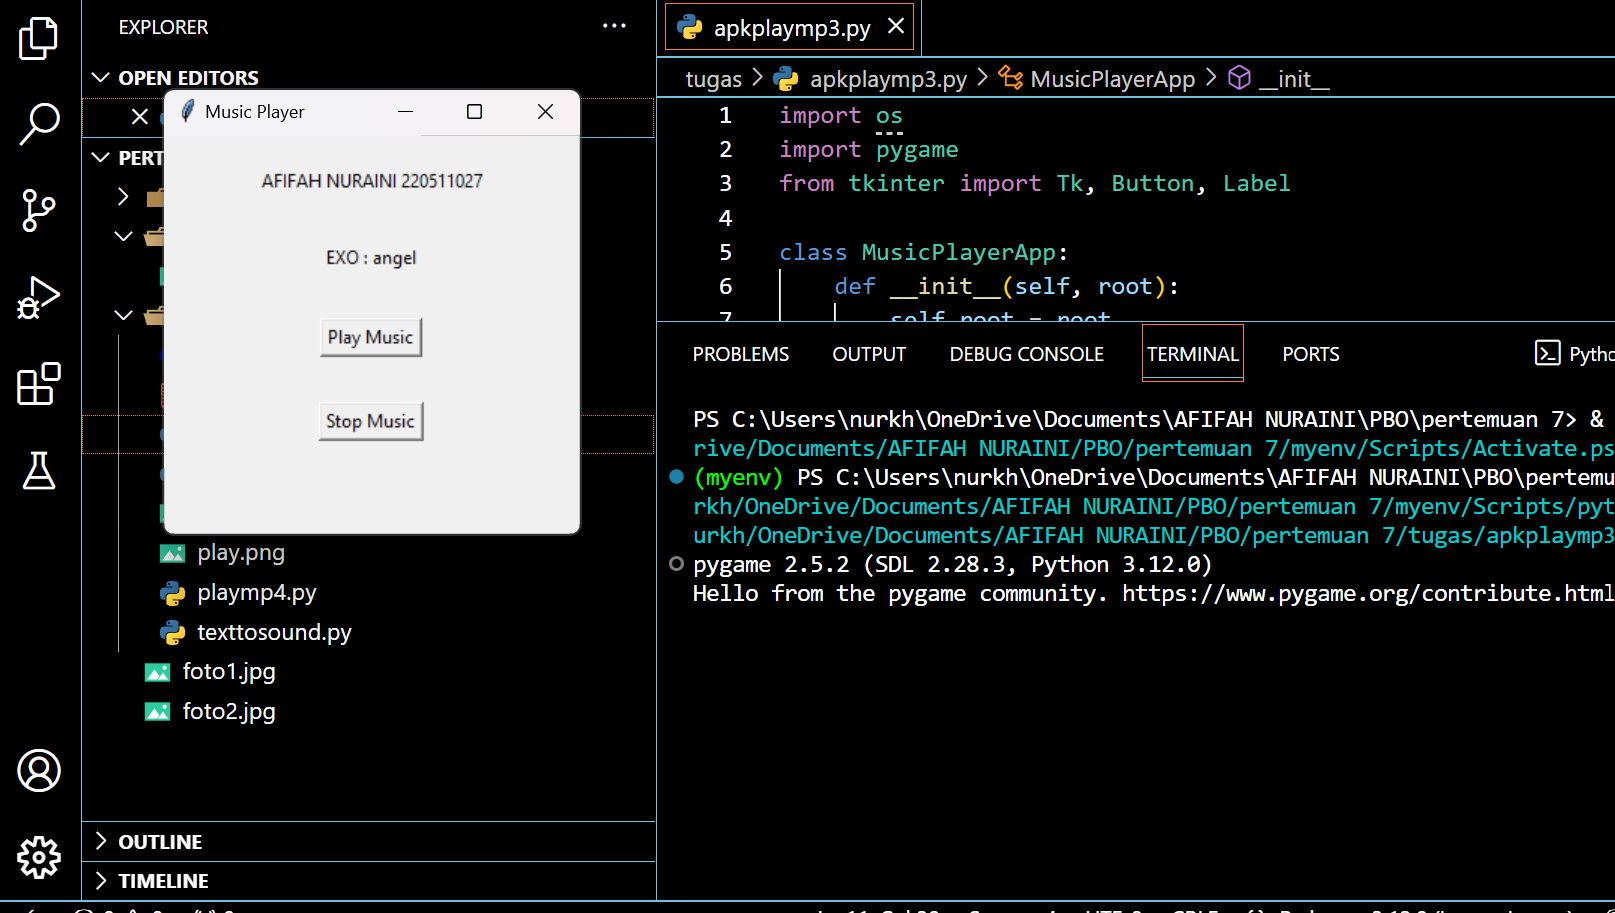 EXPLORER
OPEN EDITORS
PERT
Music Player
AFIFAH NURAINI 220511027
EXO : angel
Play Music
Stop Music
play.png
playmp4.py
texttosound.py
foto1.jpg
foto2.jpg
OUTLINE
TIMELINE
apkplaymp3.py
tugas > apkplaymp3.py > MusicPlayerApp > __init__
1 import os
2 import pygame
3 from tkinter import Tk, Button, Label
4
5 class MusicPlayerApp:
6 def __init__(self, root):
7 self.root = root
PROBLEMS OUTPUT DEBUG CONSOLE TERMINAL PORTS Pytho
PS C:\Users\nurkh\OneDrive\Documents\AFIFAH NURAINI\PBO\pertemuan 7> &
rive/Documents/AFIFAH NURAINI/PBO/pertemuan 7/myenv/Scripts/Activate.ps
(myenv) PS C:\Users\nurkh\OneDrive\Documents\AFIFAH NURAINI\PBO\pertemu
rkh/OneDrive/Documents/AFIFAH NURAINI/PBO/pertemuan 7/myenv/Scripts/pyt
urkh/OneDrive/Documents/AFIFAH NURAINI/PBO/pertemuan 7/tugas/apkplaymp3
pygame 2.5.2 (SDL 2.28.3, Python 3.12.0)
Hello from the pygame community. https://www.pygame.org/contribute.html